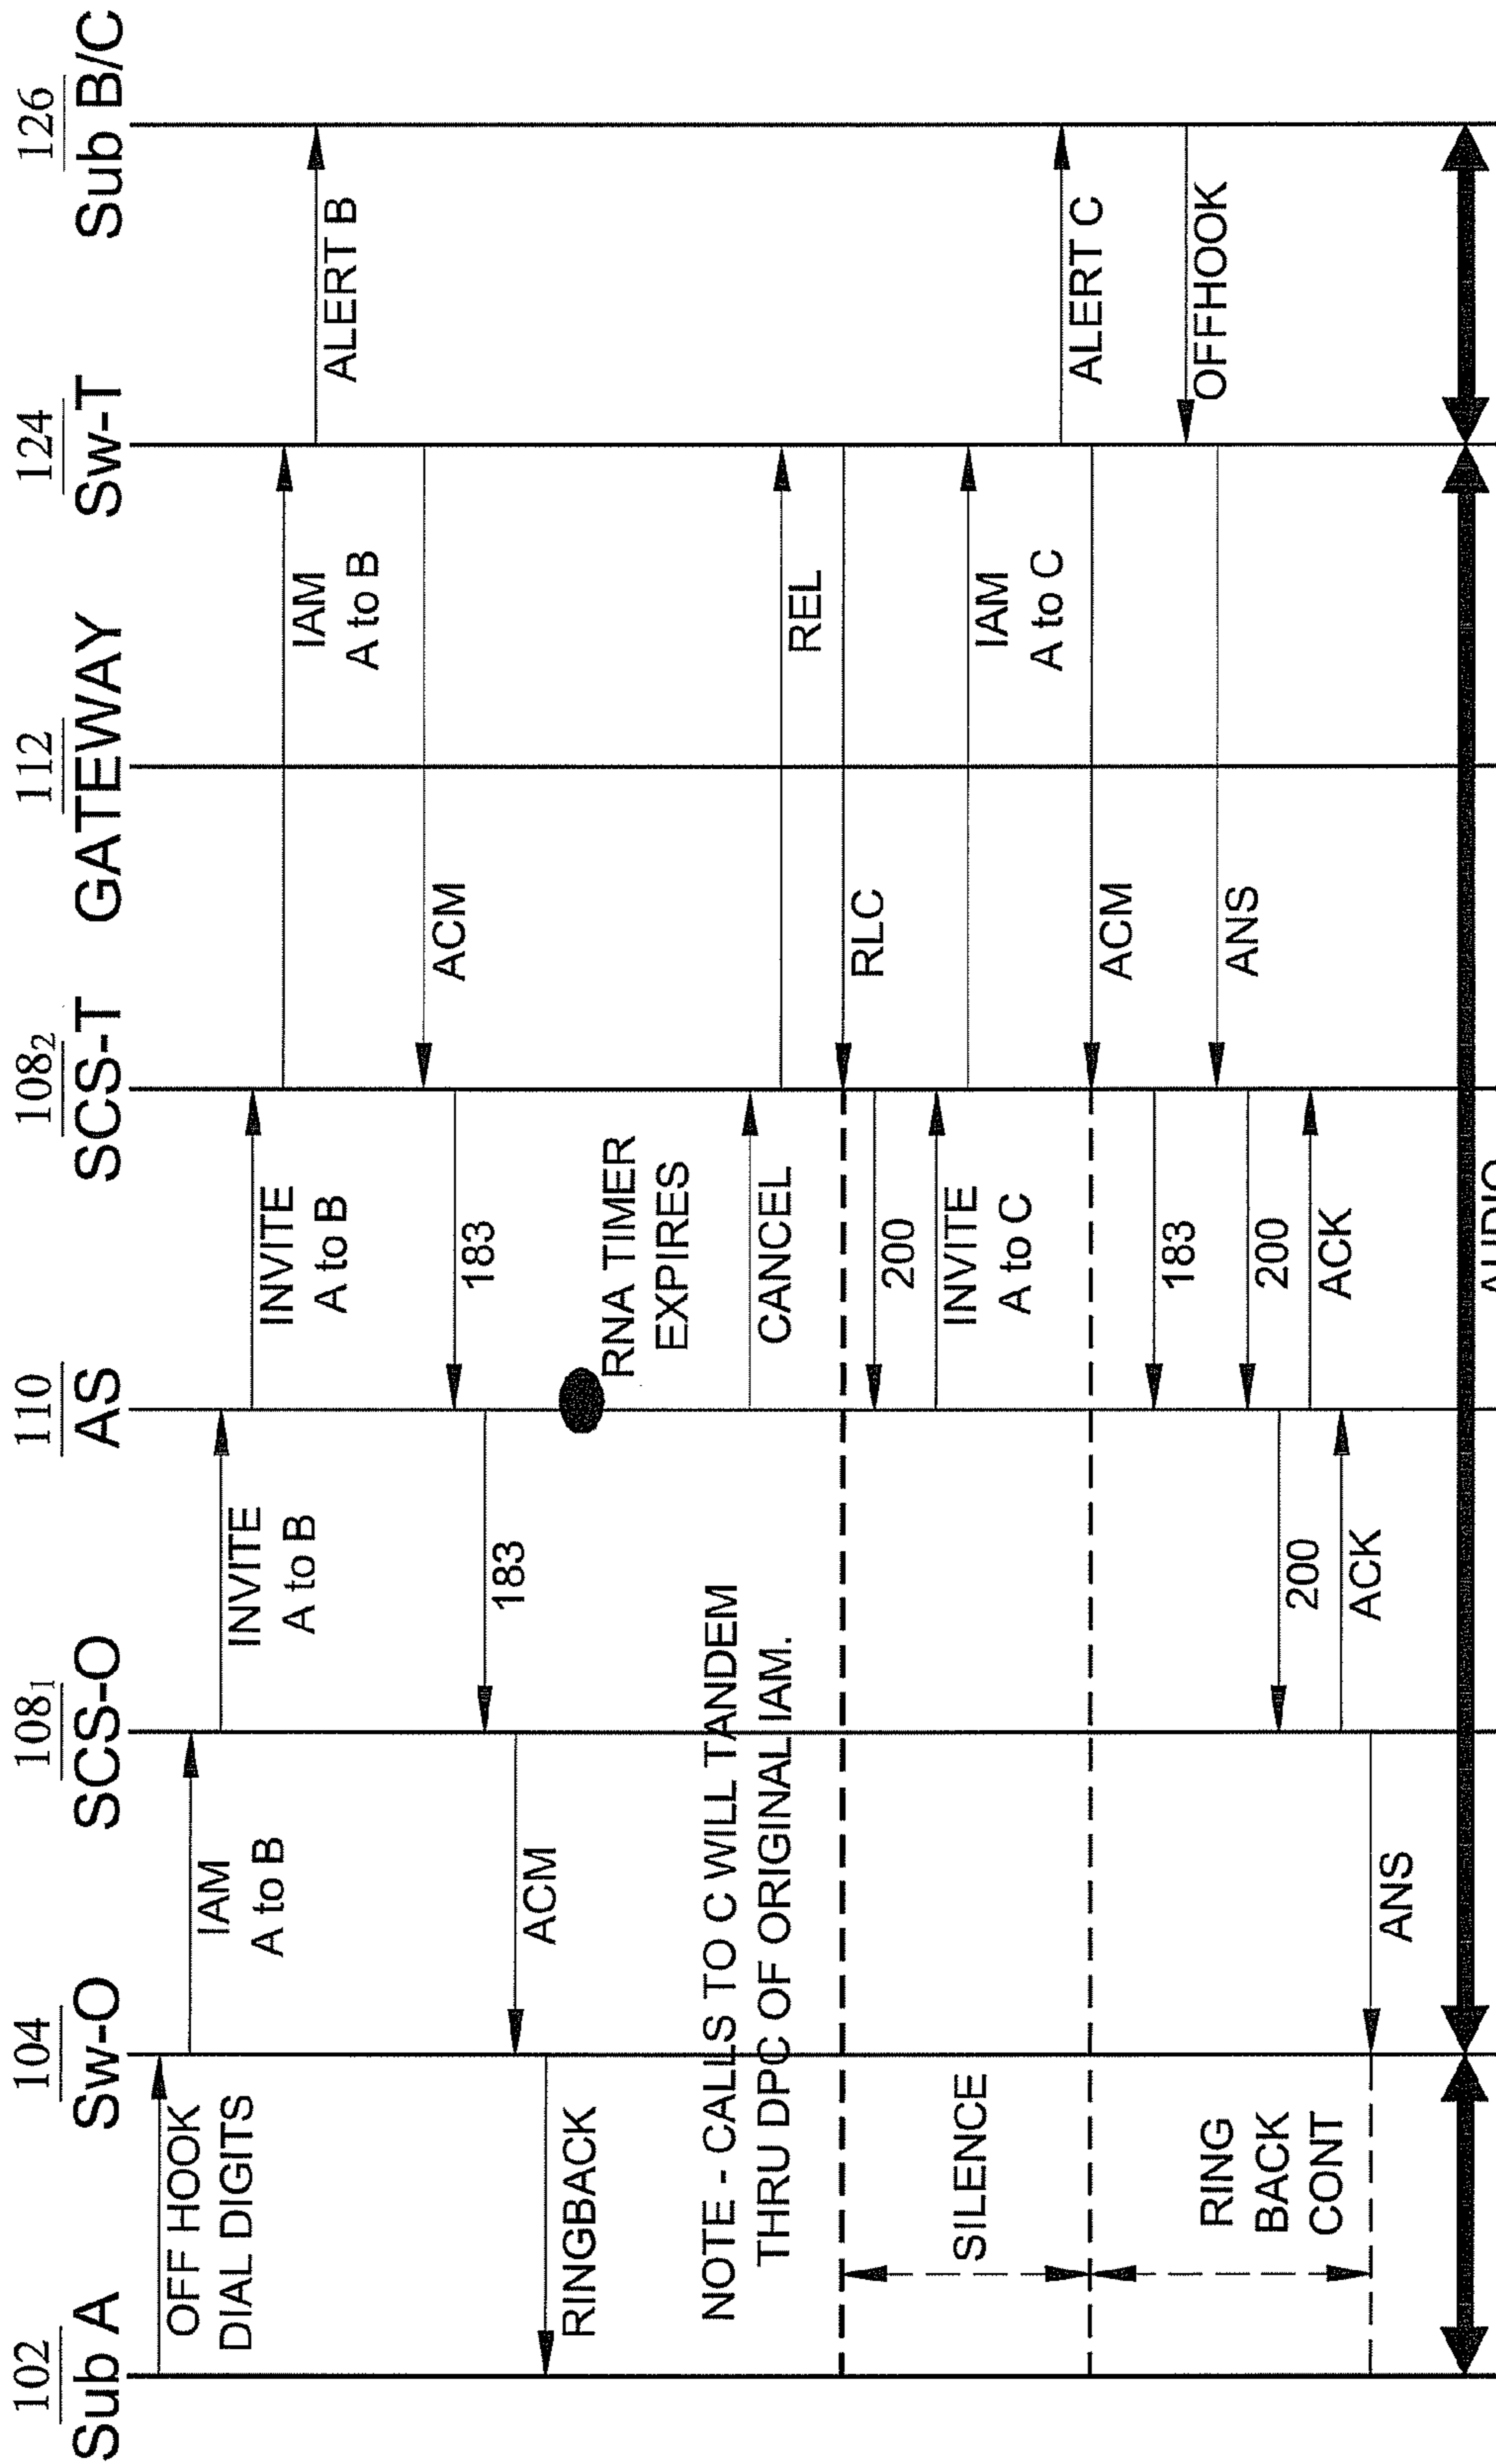 102
Sub A
104
Sw-O
108₁
SCS-O
110
AS
108₂
SCS-T
112
GATEWAY
124
Sw-T
126
Sub B/C
OFF HOOK
DIAL DIGITS
IAM
A to B
INVITE
A to B
INVITE
A to B
IAM
A to B
ALERT B
ACM
183
183
ACM
RINGBACK
RNA TIMER
EXPIRES
NOTE - CALLS TO C WILL TANDEM
THRU DPC OF ORIGINAL IAM.
CANCEL
REL
RLC
200
INVITE
A to C
IAM
A to C
SILENCE
ALERT C
ACM
183
OFFHOOK
ANS
200
200
ACK
ACK
RING
BACK
CONT
ANS